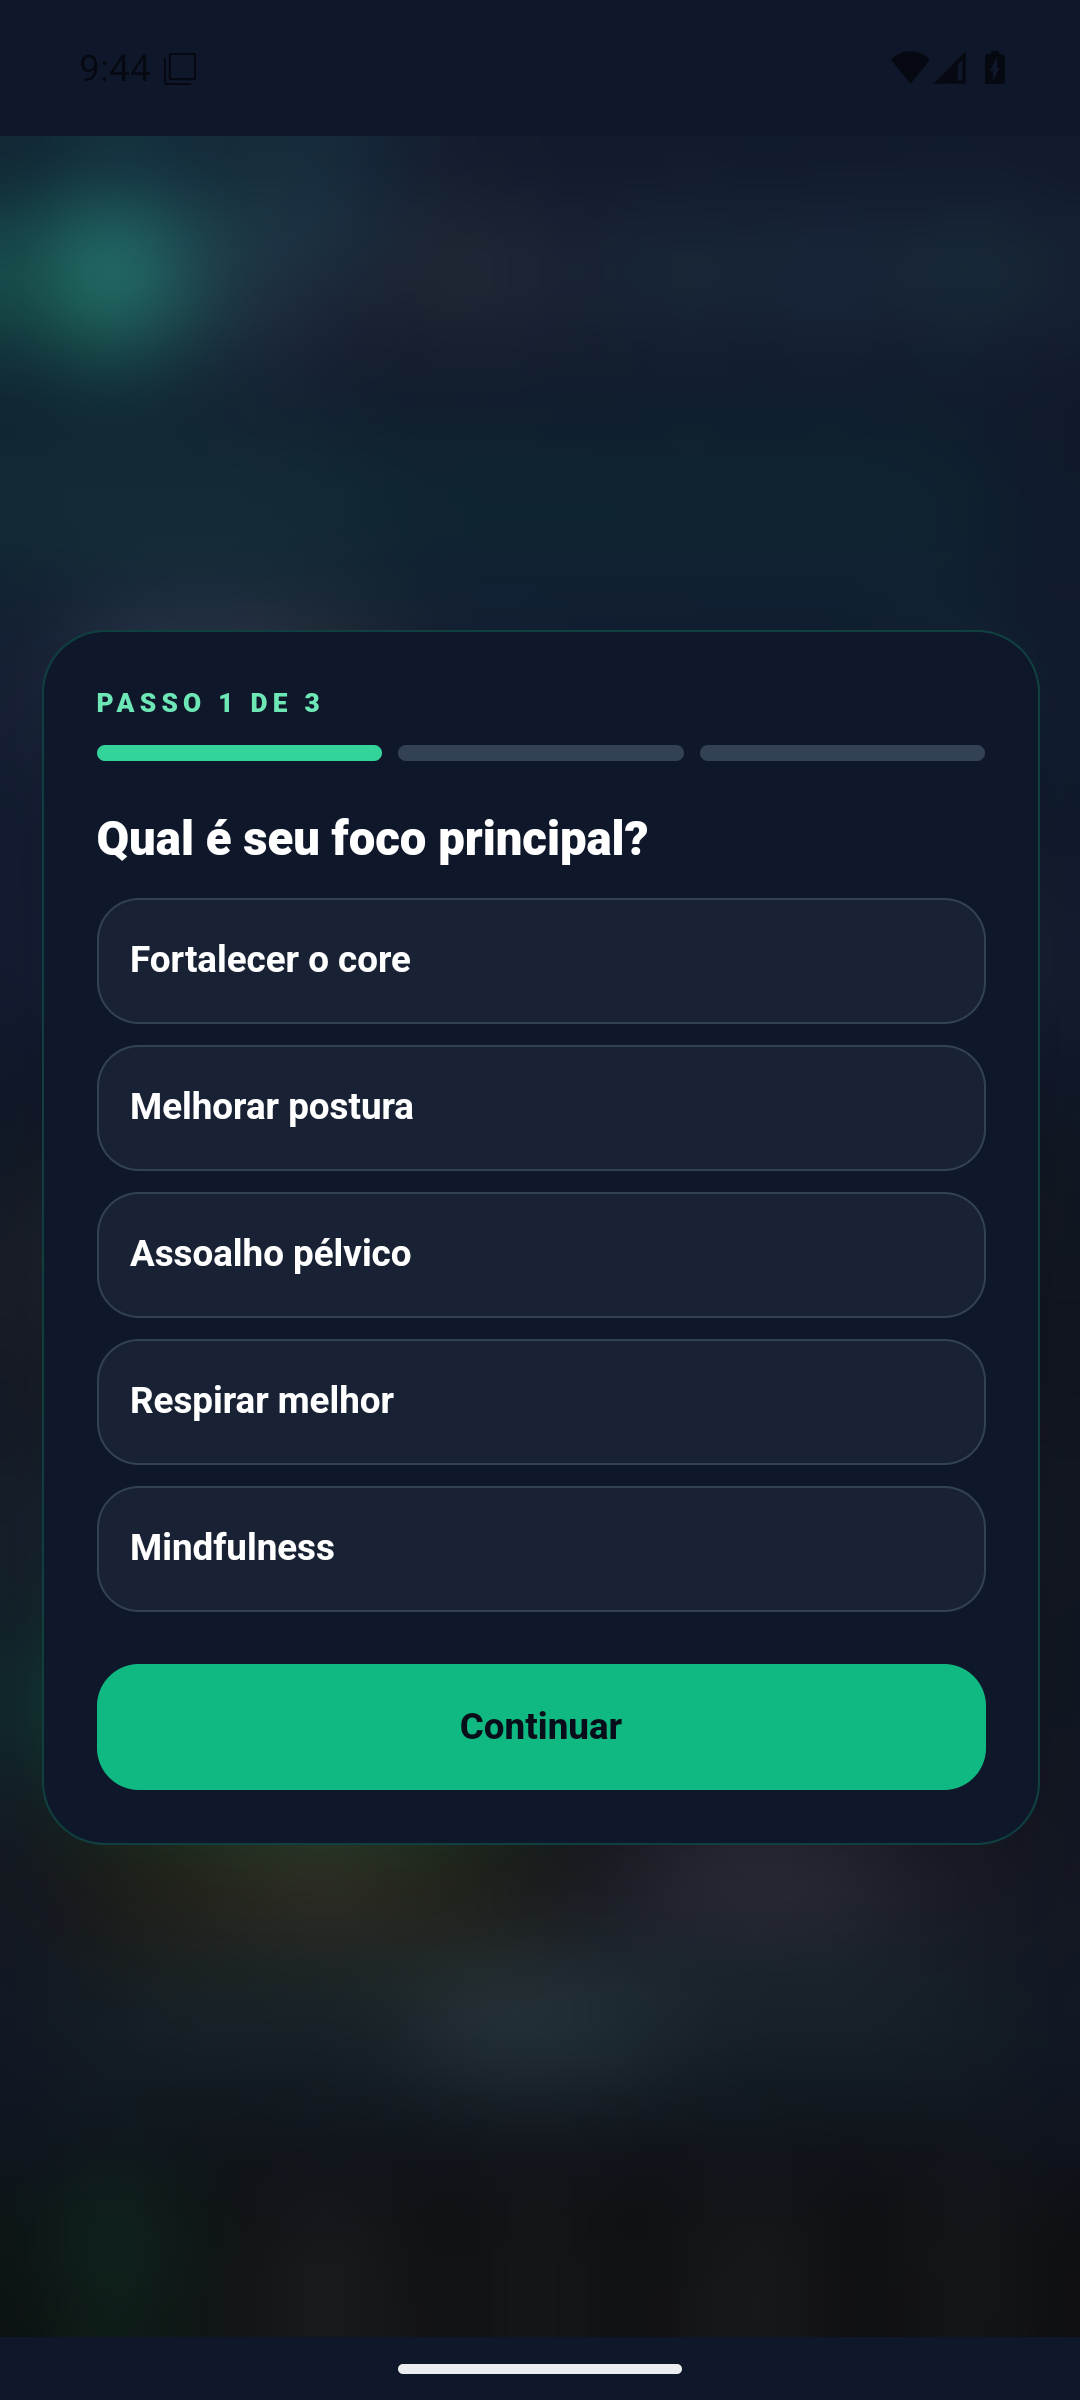 9:44
PASSO 1 DE 3
Qual é seu foco principal?
Fortalecer o core
Melhorar postura
Assoalho pélvico
Respirar melhor
Mindfulness
Continuar